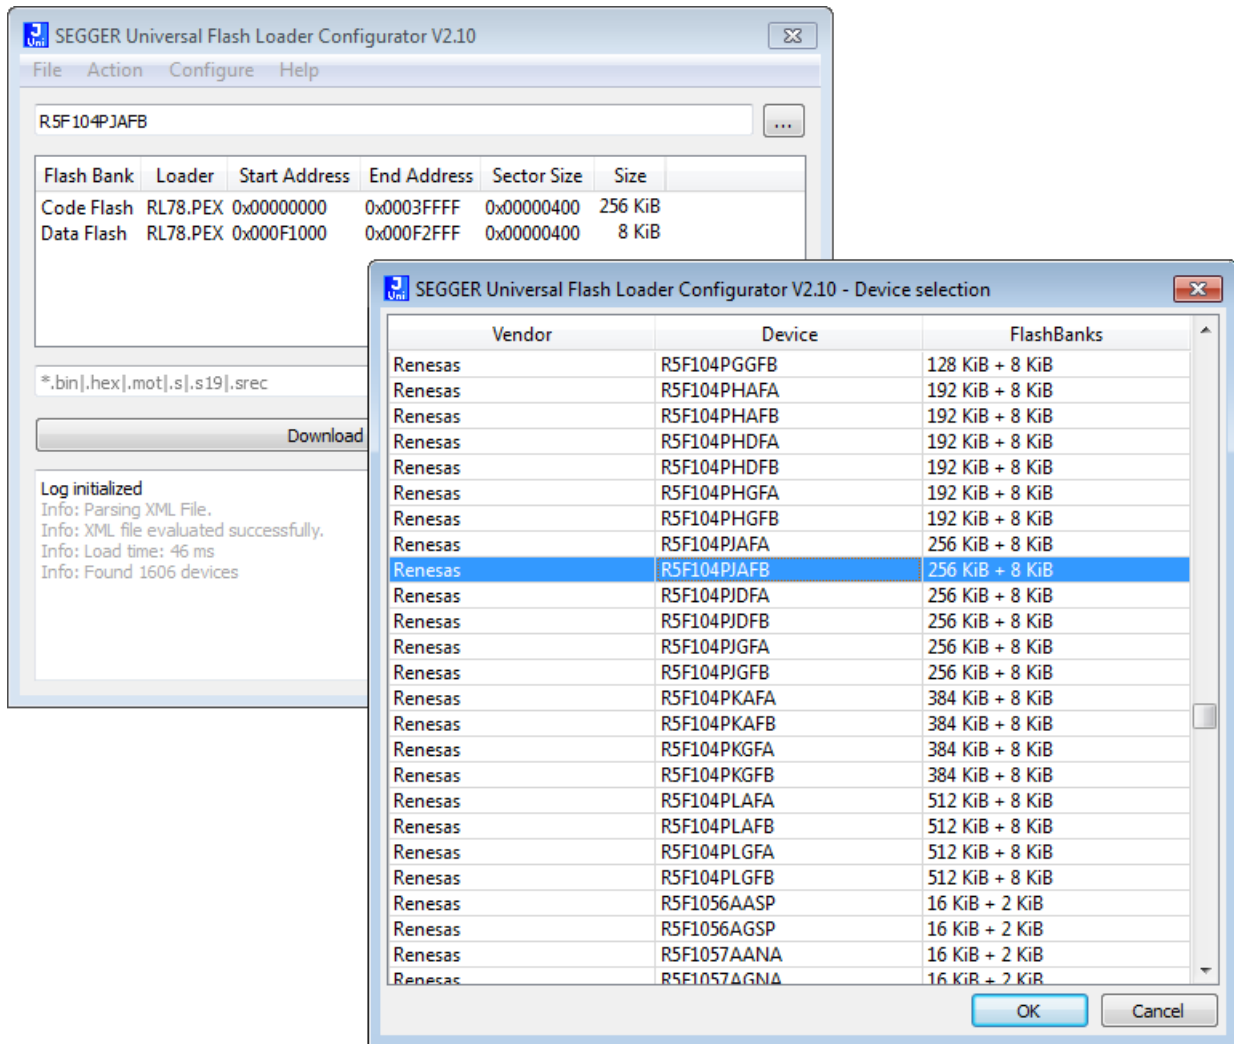 SEGGER Universal Flash Loader Configurator V2.10
File Action Configure Help
R5F104PJAFB
...
Flash Bank Loader Start Address End Address Sector Size Size
Code Flash RL78.PEX 0x00000000 0x0003FFFF 0x00000400 256 KiB
Data Flash RL78.PEX 0x000F1000 0x000F2FFF 0x00000400 8 KiB
*.bin|.hex|.mot|.s|.s19|.srec
Download
Log initialized
Info: Parsing XML File.
Info: XML file evaluated successfully.
Info: Load time: 46 ms
Info: Found 1606 devices
SEGGER Universal Flash Loader Configurator V2.10 - Device selection
Vendor Device FlashBanks
Renesas R5F104PGGFB 128 KiB + 8 KiB
Renesas R5F104PHAFA 192 KiB + 8 KiB
Renesas R5F104PHAFB 192 KiB + 8 KiB
Renesas R5F104PHDFA 192 KiB + 8 KiB
Renesas R5F104PHDFB 192 KiB + 8 KiB
Renesas R5F104PHGFA 192 KiB + 8 KiB
Renesas R5F104PHGFB 192 KiB + 8 KiB
Renesas R5F104PJAFA 256 KiB + 8 KiB
Renesas R5F104PJAFB 256 KiB + 8 KiB
Renesas R5F104PJDFA 256 KiB + 8 KiB
Renesas R5F104PJDFB 256 KiB + 8 KiB
Renesas R5F104PJGFA 256 KiB + 8 KiB
Renesas R5F104PJGFB 256 KiB + 8 KiB
Renesas R5F104PKAFA 384 KiB + 8 KiB
Renesas R5F104PKAFB 384 KiB + 8 KiB
Renesas R5F104PKGFA 384 KiB + 8 KiB
Renesas R5F104PKGFB 384 KiB + 8 KiB
Renesas R5F104PLAFA 512 KiB + 8 KiB
Renesas R5F104PLAFB 512 KiB + 8 KiB
Renesas R5F104PLGFA 512 KiB + 8 KiB
Renesas R5F104PLGFB 512 KiB + 8 KiB
Renesas R5F1056AASP 16 KiB + 2 KiB
Renesas R5F1056AGSP 16 KiB + 2 KiB
Renesas R5F1057AANA 16 KiB + 2 KiB
Renesas R5F1057AGNA 16 KiB + 2 KiB
OK Cancel